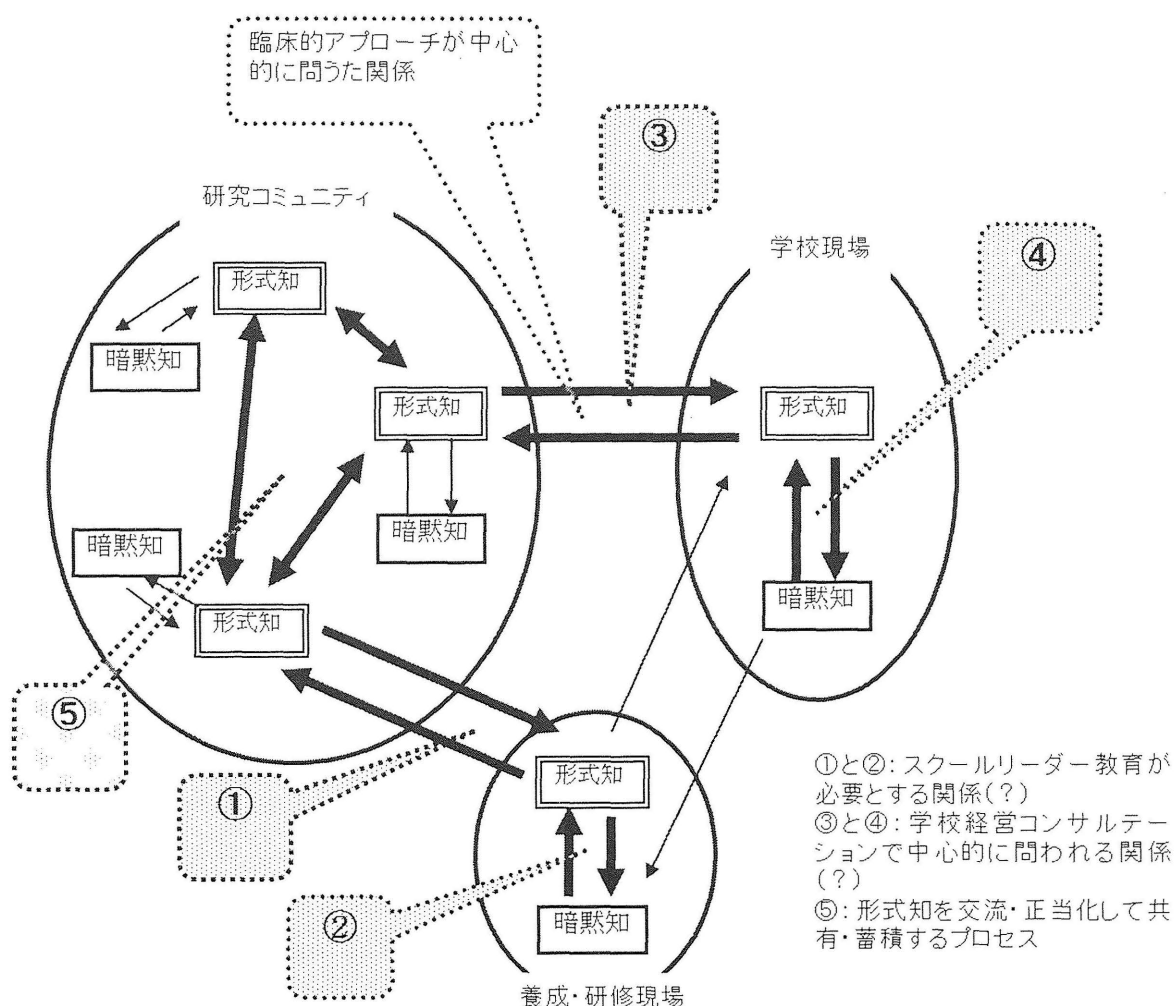 臨床的アプローチが中心
的に問うた関係
③
研究コミュニティ
学校現場
④
形式知
暗黙知
形式知
形式知
暗黙知
暗黙知
暗黙知
形式知
⑤
①
形式知
②
暗黙知
養成・研修現場
①と②：スクールリーダー教育が
必要とする関係(？)
③と④：学校経営コンサルテー
ションで中心的に問われる関係
(？)
⑤：形式知を交流・正当化して共
有・蓄積するプロセス